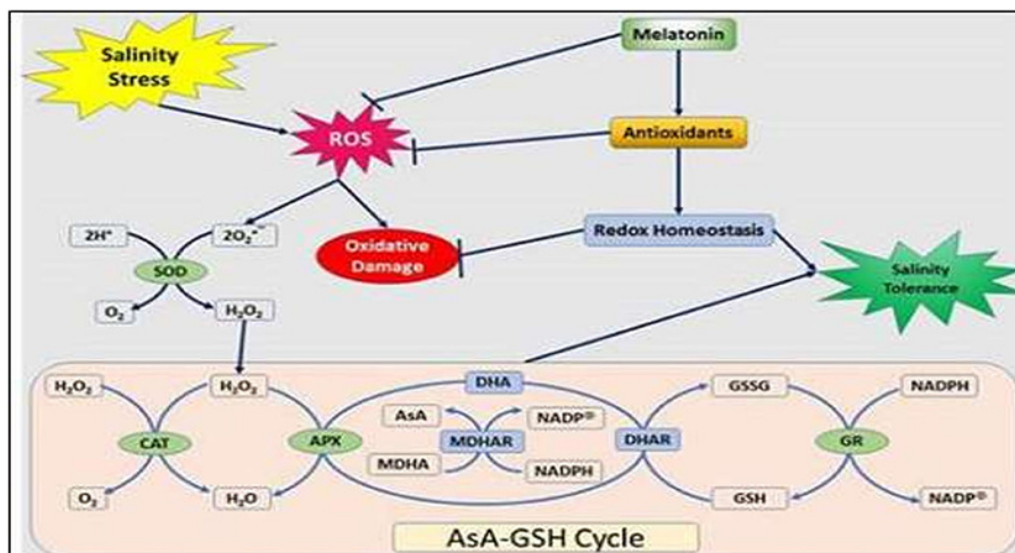 Salinity
Stress
Melatonin
ROS
Antioxidants
2H⁺
2O₂•⁻
Oxidative
Damage
Redox Homeostasis
SOD
Salinity
Tolerance
O₂
H₂O₂
H₂O₂
H₂O₂
DHA
GSSG
NADPH
AsA
NADP⊕
CAT
APX
MDHAR
DHAR
GR
MDHA
NADPH
O₂
H₂O
GSH
NADP⊕
AsA-GSH Cycle